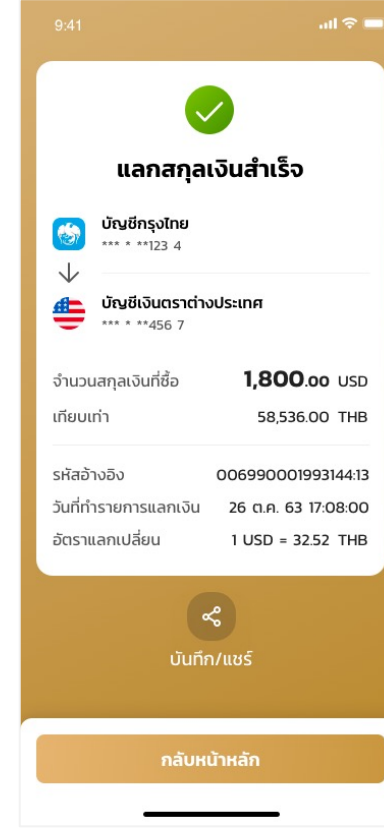 9:41
แลกสกุลเงินสำเร็จ
บัญชีกรุงไทย
*** * **123 4
บัญชีเงินตราต่างประเทศ
*** * **456 7
จำนวนสกุลเงินที่ซื้อ 1,800.00 USD
เทียบเท่า 58,536.00 THB
รหัสอ้างอิง 006990001993144:13
วันที่ทำรายการแลกเงิน 26 ต.ค. 63 17:08:00
อัตราแลกเปลี่ยน 1 USD = 32.52 THB
บันทึก/แชร์
กลับหน้าหลัก